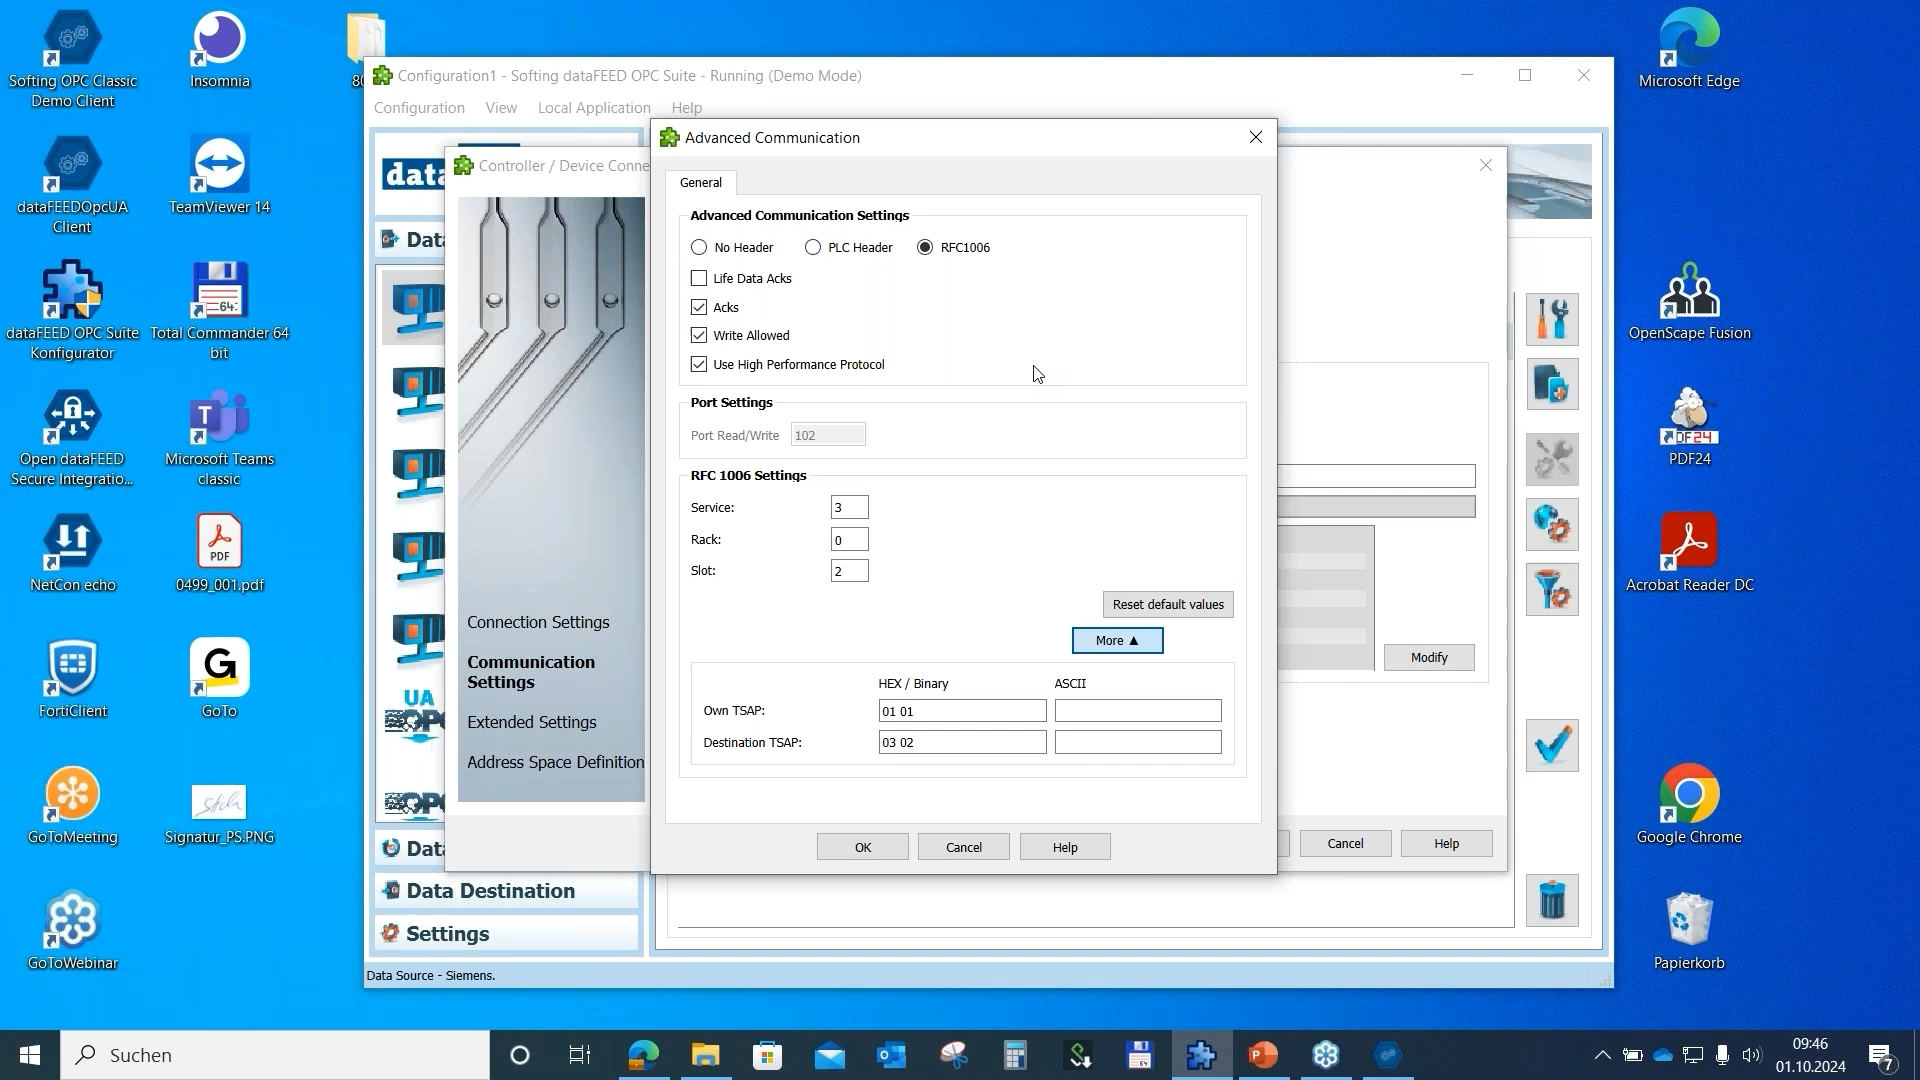 Softing OPC Classic
Demo Client
Insomnia
dataFEEDOpcUA
Client
TeamViewer 14
dataFEED OPC Suite
Konfigurator
Total Commander 64
bit
Open dataFEED
Secure Integratio...
Microsoft Teams
classic
NetCon echo
PDF
0499_001.pdf
FortiClient
GoTo
GoToMeeting
Signatur_PS.PNG
GoToWebinar
Configuration1 - Softing dataFEED OPC Suite - Running (Demo Mode)
Configuration
View
Local Application
Help
Controller / Device Conne
Connection Settings
Communication
Settings
Extended Settings
Address Space Definition
UA
Data Destination
Settings
Data Source - Siemens.
Advanced Communication
General
Advanced Communication Settings
No Header
PLC Header
RFC1006
Life Data Acks
Acks
Write Allowed
Use High Performance Protocol
Port Settings
Port Read/Write
102
RFC 1006 Settings
Service:
3
Rack:
0
Slot:
2
Reset default values
More ▲
HEX / Binary
ASCII
Own TSAP:
01 01
Destination TSAP:
03 02
OK
Cancel
Help
Modify
Cancel
Help
Microsoft Edge
OpenScape Fusion
PDF24
Acrobat Reader DC
Google Chrome
Papierkorb
Suchen
09:46
01.10.2024
7